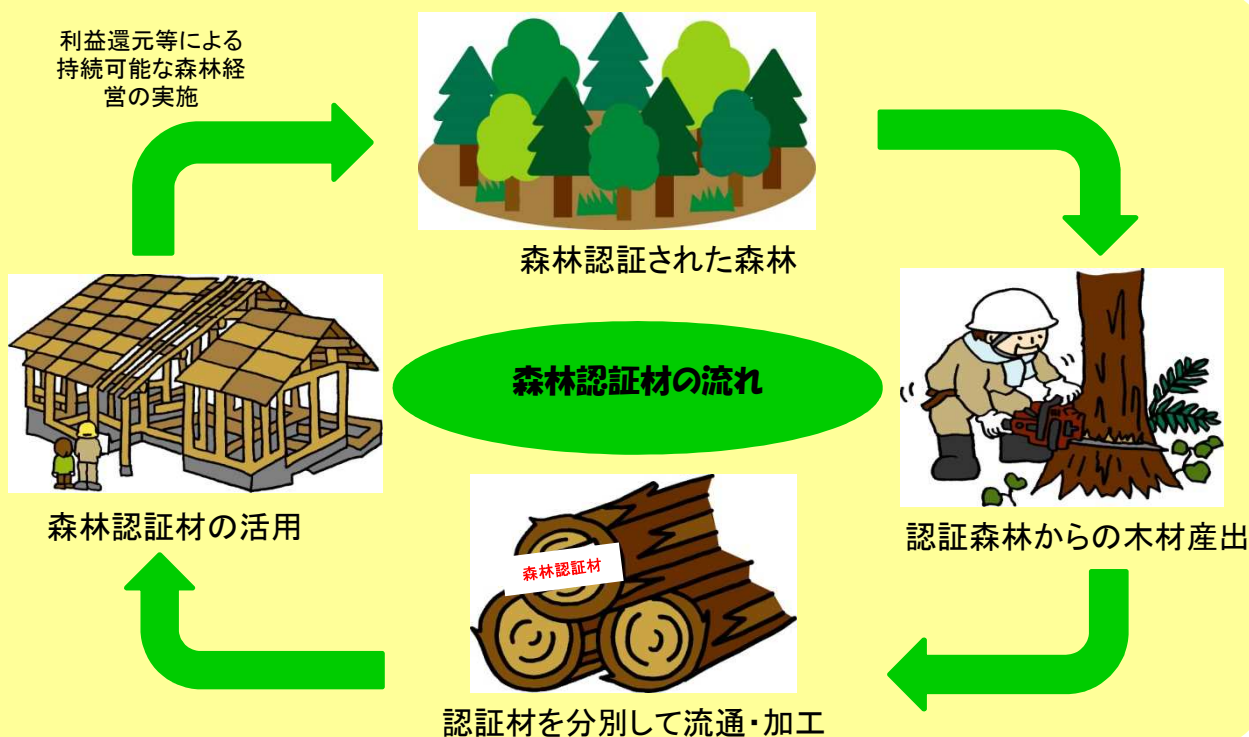 利益還元等による
持続可能な森林経
営の実施
森林認証された森林
森林認証材の流れ
森林認証材の活用
認証森林からの木材産出
森林認証材
認証材を分別して流通・加工